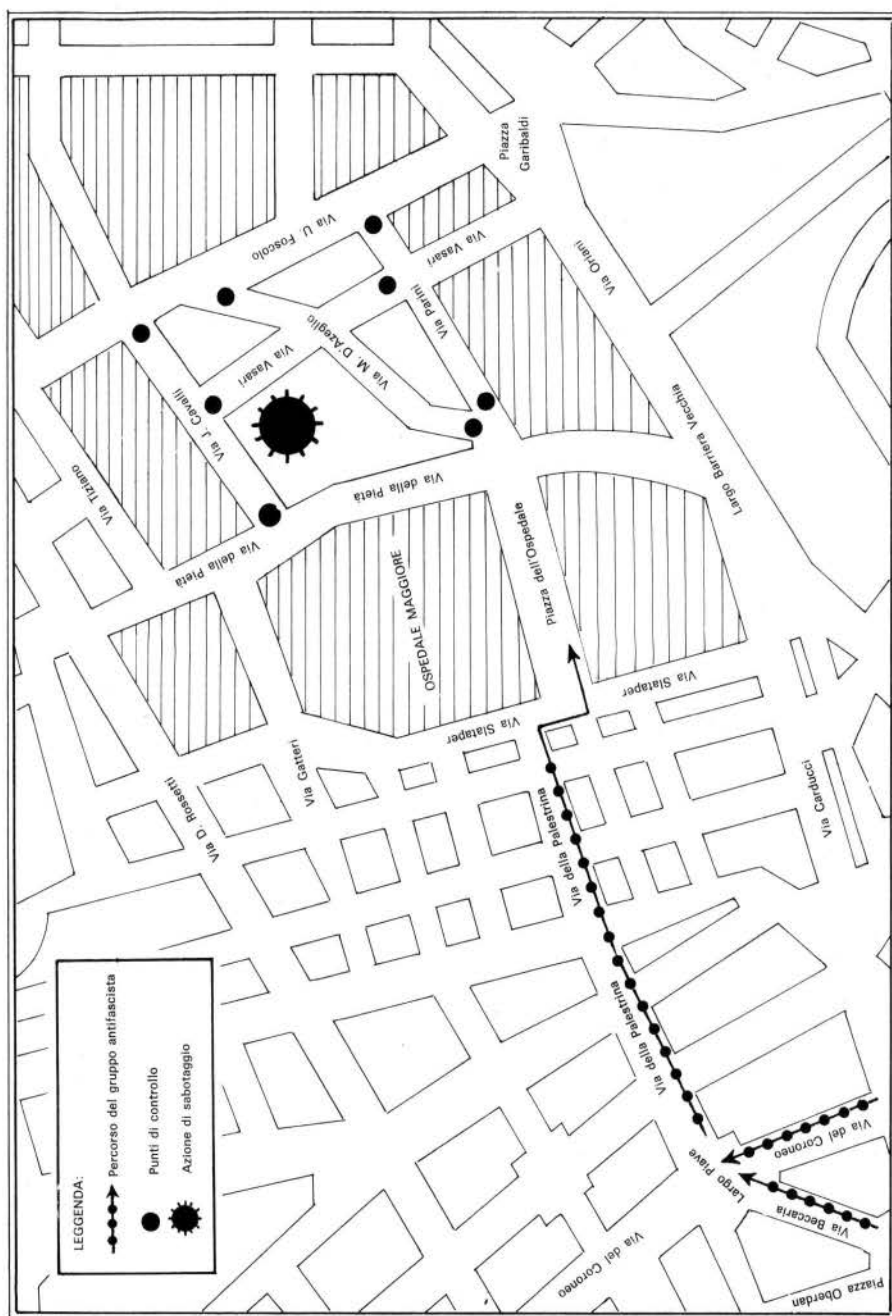 LEGGENDA:
Percorso del gruppo antifascista
Punti di controllo
Azione di sabotaggio
Piazza Oberdan
Via Beccaria
Via del Coroneo
Via del Coroneo
Largo Piave
Via della Palestrina
Via della Palestrina
Via Carducci
Via D. Rossetti
Via Gatteri
Via Slataper
Via Slataper
OSPEDALE MAGGIORE
Piazza dell'Ospedale
Via della Pietà
Via della Pietà
Via Tiziano
Via J. Cavalli
Via Vasari
Via M. D'Azeglio
Via Parini
Via Vasari
Via U. Foscolo
Piazza
Garibaldi
Via Oriani
Largo Barriera Vecchia